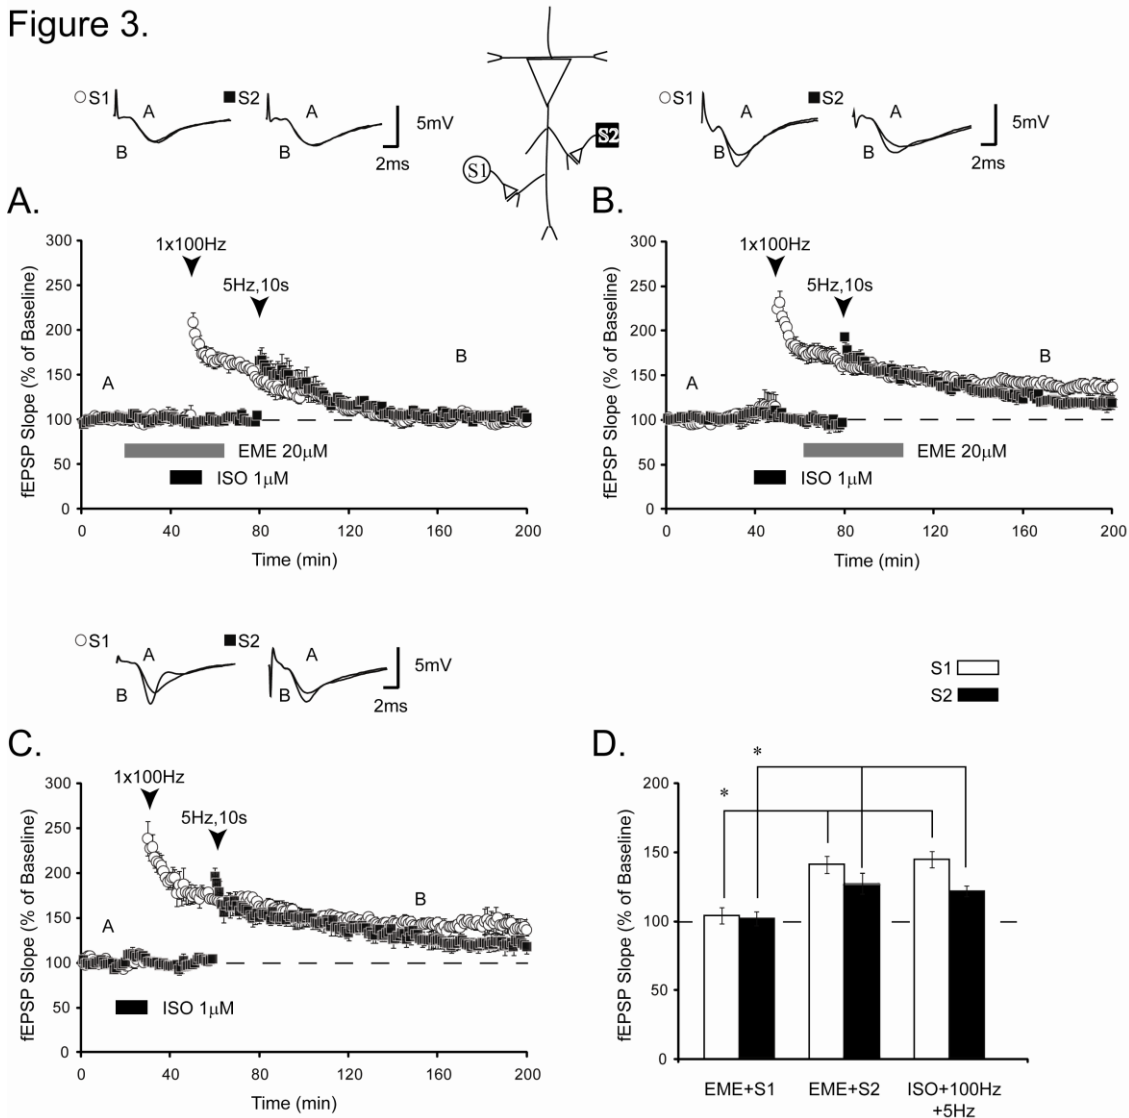 Figure 3.
S1
A
S2
A
B
B
5mV
2ms
S1
S2
S1
A
S2
A
B
B
5mV
2ms
A.
300
250
200
150
100
50
0
fEPSP Slope (% of Baseline)
1x100Hz
5Hz,10s
A
B
EME 20μM
ISO 1μM
0
40
80
120
160
200
Time (min)
B.
300
250
200
150
100
50
0
fEPSP Slope (% of Baseline)
1x100Hz
5Hz,10s
A
B
EME 20μM
ISO 1μM
0
40
80
120
160
200
Time (min)
S1
A
S2
A
B
B
5mV
2ms
C.
300
250
200
150
100
50
0
fEPSP Slope (% of Baseline)
1x100Hz
5Hz,10s
A
B
ISO 1μM
0
40
80
120
160
200
Time (min)
S1
S2
D.
200
150
100
50
0
fEPSP Slope (% of Baseline)
*
*
EME+S1
EME+S2
ISO+100Hz
+5Hz